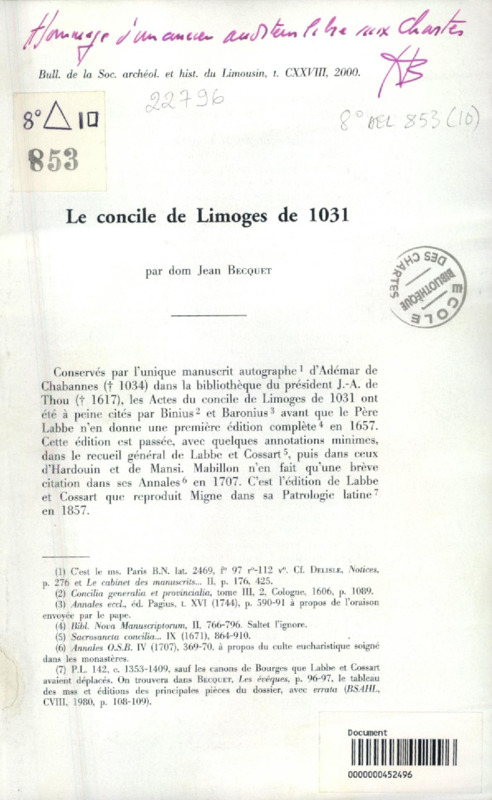 Hommage d'un ancien auditeur libre aux Chartes
Bull. de la Soc. archéol. et hist. du Limousin, t. CXXVIII, 2000.
22796
8° 10
853
8° DEL 853 (10)
Le concile de Limoges de 1031
par dom Jean BECQUET
ECOLE DES CHARTES
BIBLIOTHÈQUE
Conservés par l'unique manuscrit autographe¹ d'Adémar de
Chabannes († 1034) dans la bibliothèque du président J.-A. de
Thou († 1617), les Actes du concile de Limoges de 1031 ont
été à peine cités par Binius² et Baronius³ avant que le Père
Labbe n'en donne une première édition complète⁴ en 1657.
Cette édition est passée, avec quelques annotations minimes,
dans le recueil général de Labbe et Cossart⁵, puis dans ceux
d'Hardouin et de Mansi. Mabillon n'en fait qu'une brève
citation dans ses Annales⁶ en 1707. C'est l'édition de Labbe
et Cossart que reproduit Migne dans sa Patrologie latine⁷
en 1857.
(1) C'est le ms. Paris B.N. lat. 2469, f° 97 r°-112 v°. Cf. DELISLE, Notices,
p. 276 et Le cabinet des manuscrits... II, p. 176, 425.
(2) Concilia generalia et provincialia, tome III, 2, Cologne, 1606, p. 1089.
(3) Annales eccl., éd. Pagius, t. XVI (1744), p. 590-91 à propos de l'oraison
envoyée par le pape.
(4) Bibl. Nova Manuscriptorum, II, 766-796. Saltet l'ignore.
(5) Sacrosancta concilia... IX (1671), 864-910.
(6) Annales O.S.B. IV (1707), 369-70, à propos du culte eucharistique soigné
dans les monastères.
(7) P.L. 142, c. 1353-1409, sauf les canons de Bourges que Labbe et Cossart
avaient déplacés. On trouvera dans BECQUET, Les évêques, p. 96-97, le tableau
des mss et éditions des principales pièces du dossier, avec errata (BSAHL,
CVIII, 1980, p. 108-109).
Document
0000000452496